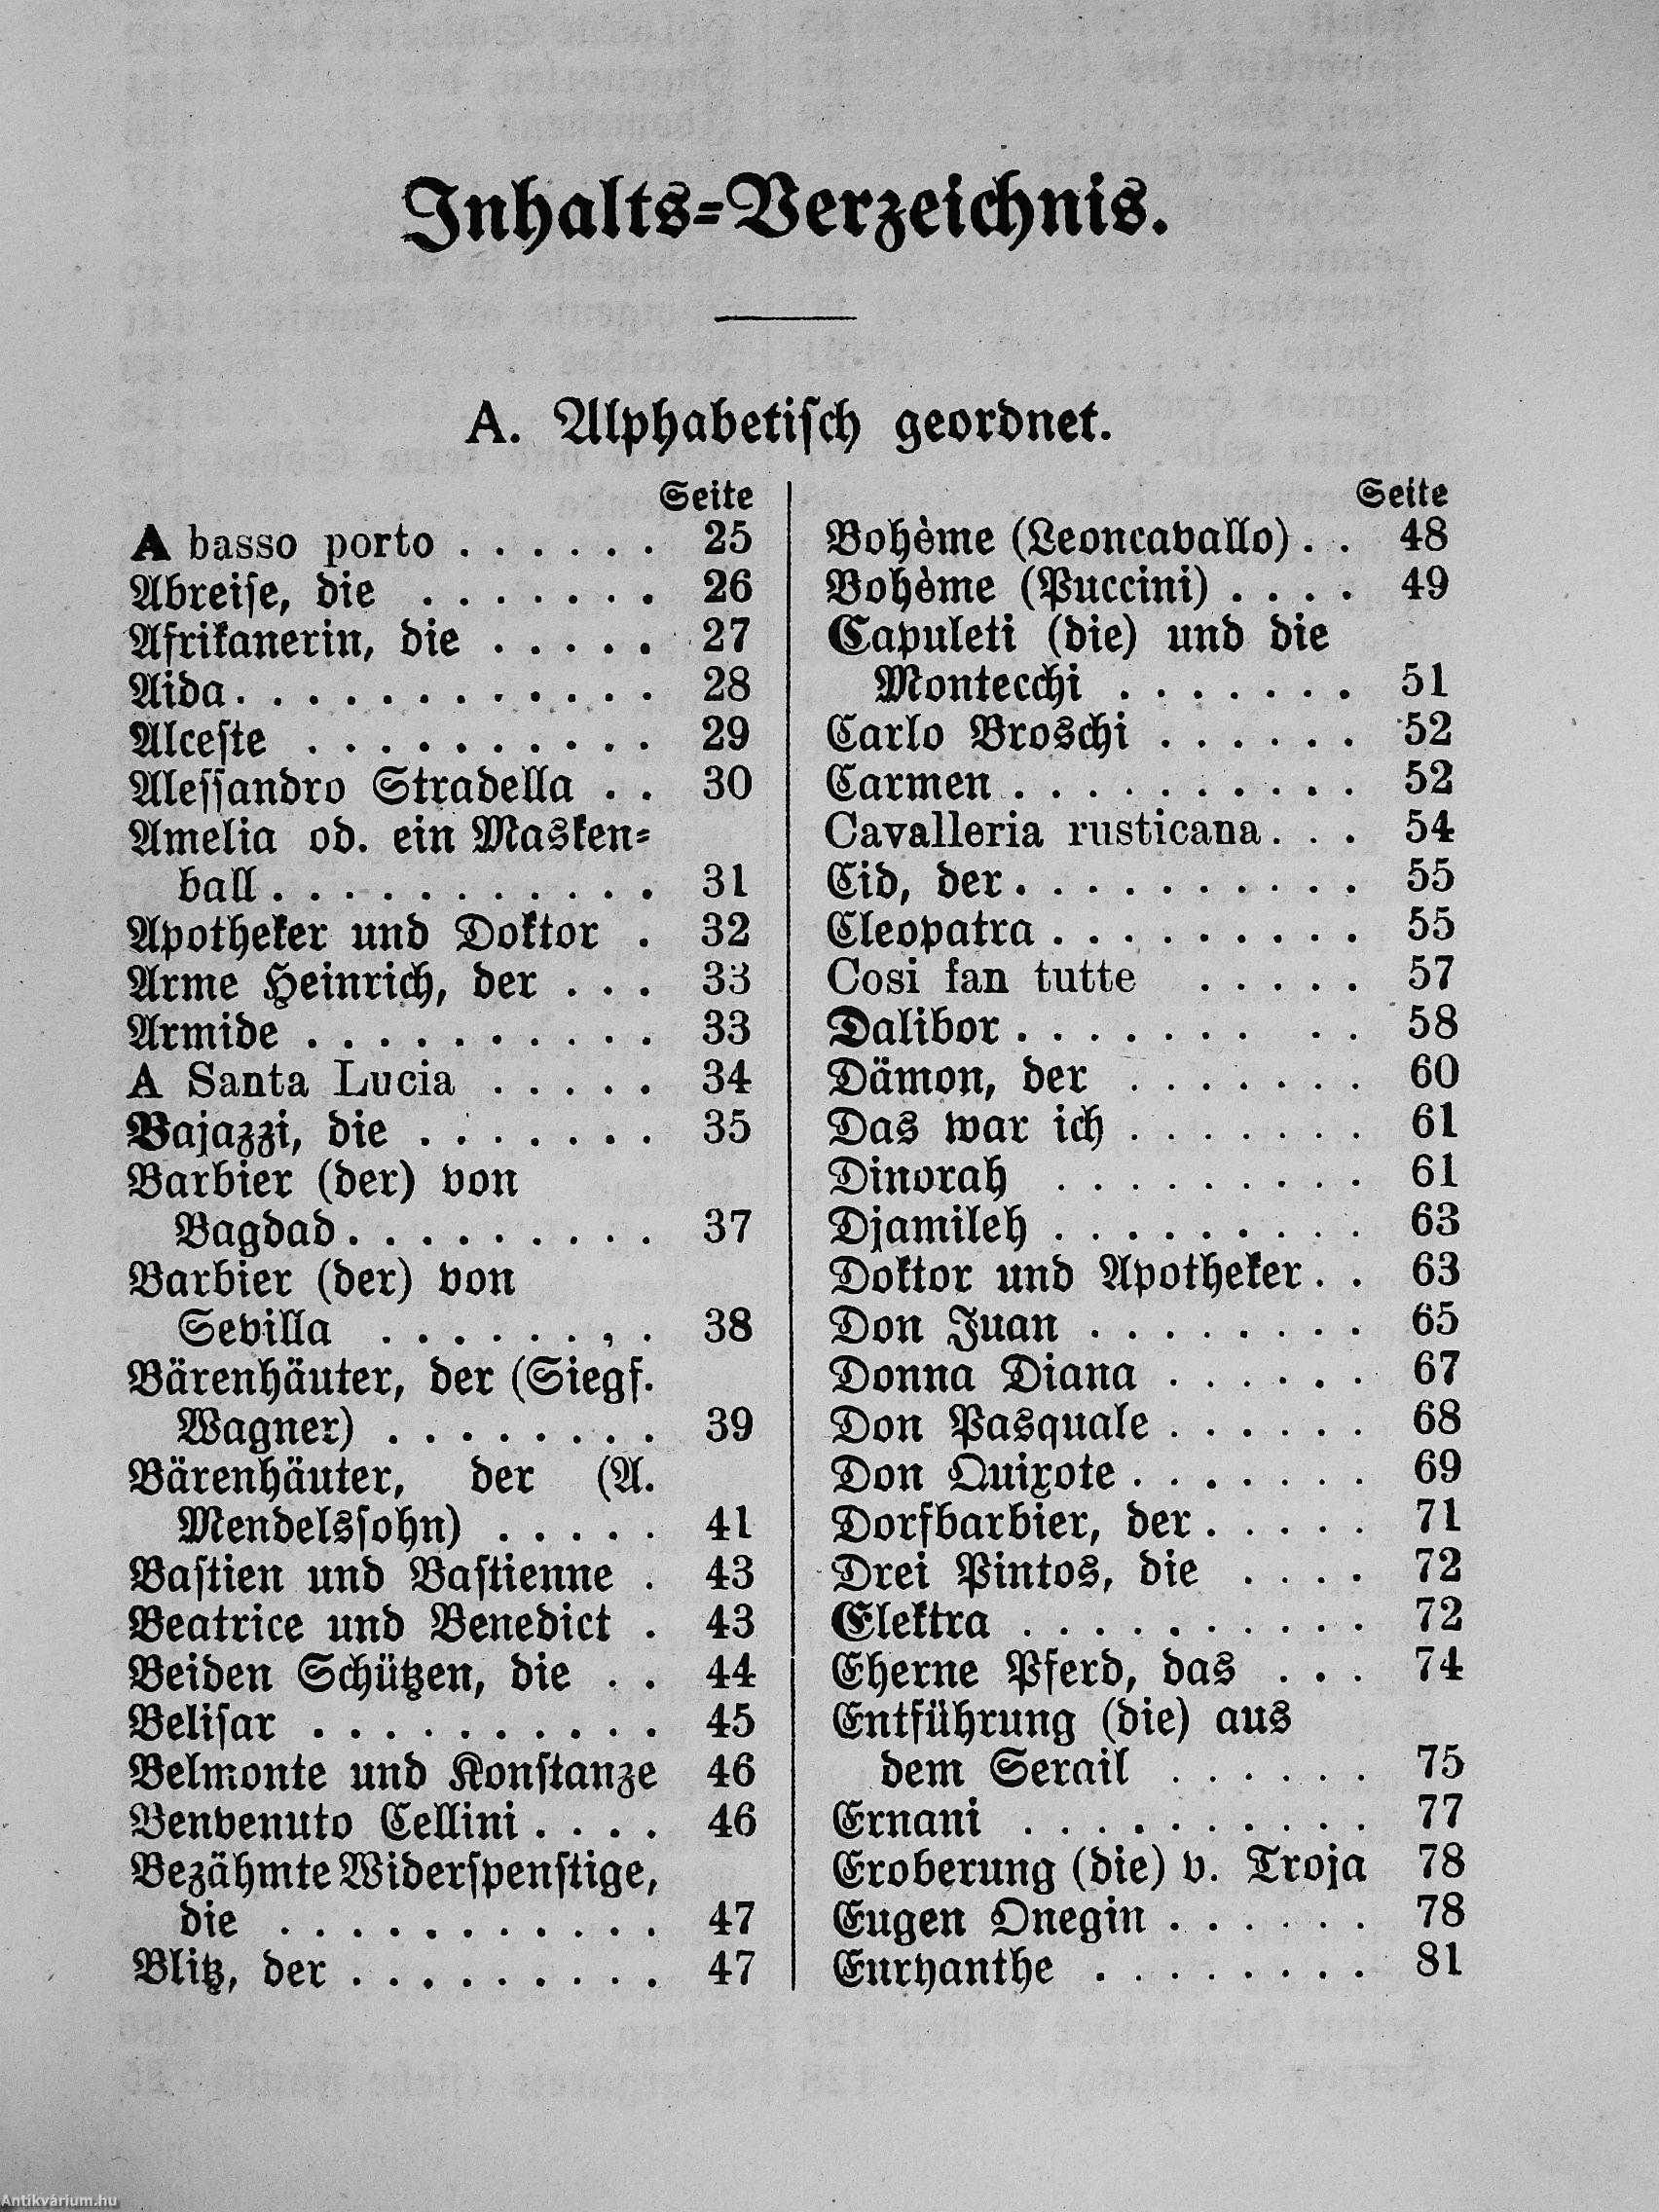 Inhalts=Verzeichnis.
A. Alphabetiſch geordnet.
Seite
A basso porto . . . . . . 25
Abreiſe, die . . . . . . . 26
Afrikanerin, die . . . . . 27
Aida . . . . . . . . . . . . 28
Alceſte . . . . . . . . . . 29
Aleſſandro Stradella . . 30
Amelia od. ein Masken=
ball . . . . . . . . . . . 31
Apotheker und Doktor . 32
Arme Heinrich, der . . . 33
Armide . . . . . . . . . . 33
A Santa Lucia . . . . . 34
Bajazzi, die . . . . . . . 35
Barbier (der) von
Bagdad . . . . . . . . . 37
Barbier (der) von
Sevilla . . . . . . . . 38
Bärenhäuter, der (Siegf.
Wagner) . . . . . . . . 39
Bärenhäuter, der (A.
Mendelsſohn) . . . . . 41
Baſtien und Baſtienne . 43
Beatrice und Benedict . 43
Beiden Schützen, die . . 44
Beliſar . . . . . . . . . . 45
Belmonte und Konſtanze 46
Benvenuto Cellini . . . . 46
Bezähmte Widerſpenſtige,
die . . . . . . . . . . . 47
Blitz, der . . . . . . . . . 47
Seite
Bohème (Leoncavallo) . . 48
Bohème (Puccini) . . . . 49
Capuleti (die) und die
Montecchi . . . . . . . 51
Carlo Broschi . . . . . . 52
Carmen . . . . . . . . . . 52
Cavalleria rusticana . . . 54
Cid, der . . . . . . . . . . 55
Cleopatra . . . . . . . . . 55
Cosi fan tutte . . . . . 57
Dalibor . . . . . . . . . 58
Dämon, der . . . . . . . 60
Das war ich . . . . . . . 61
Dinorah . . . . . . . . . 61
Djamileh . . . . . . . . . 63
Doktor und Apotheker . . 63
Don Juan . . . . . . . . 65
Donna Diana . . . . . . 67
Don Pasquale . . . . . . 68
Don Quixote . . . . . . . 69
Dorfbarbier, der . . . . . 71
Drei Pintos, die . . . . 72
Elektra . . . . . . . . . . 72
Eherne Pferd, das . . . 74
Entführung (die) aus
dem Serail . . . . . . 75
Ernani . . . . . . . . . . 77
Eroberung (die) v. Troja 78
Eugen Onegin . . . . . . 78
Euryanthe . . . . . . . . 81
Antikvárium.hu